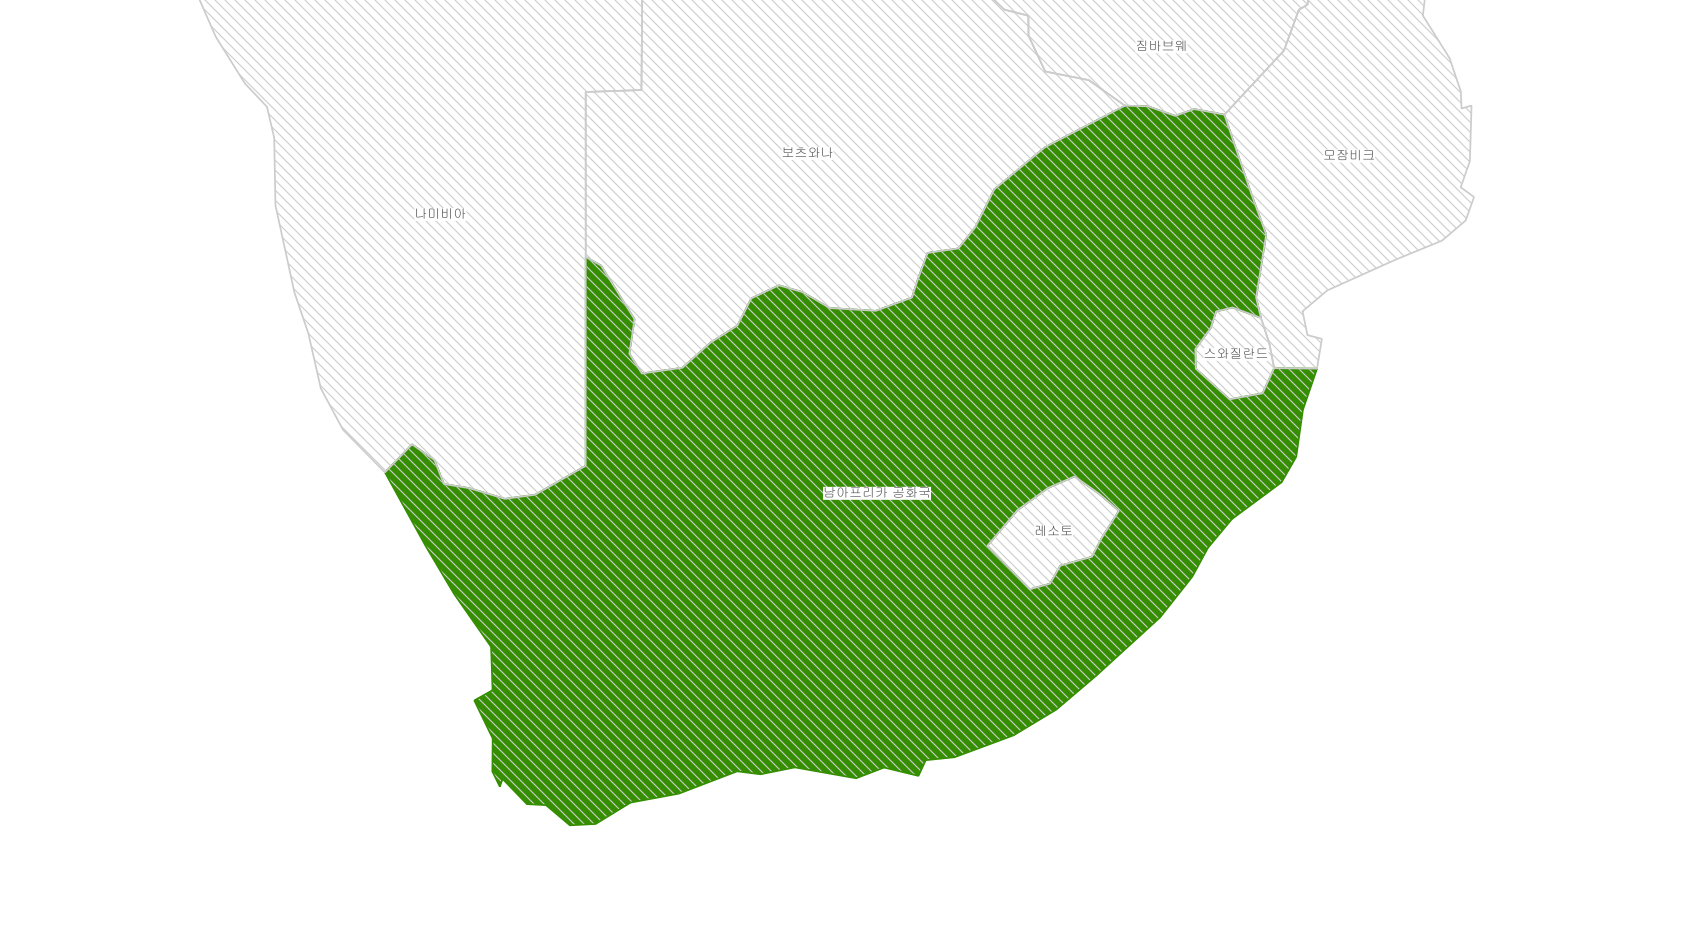 짐바브웨
보츠와나
모잠비크
나미비아
스와질란드
남아프리카 공화국
레소토